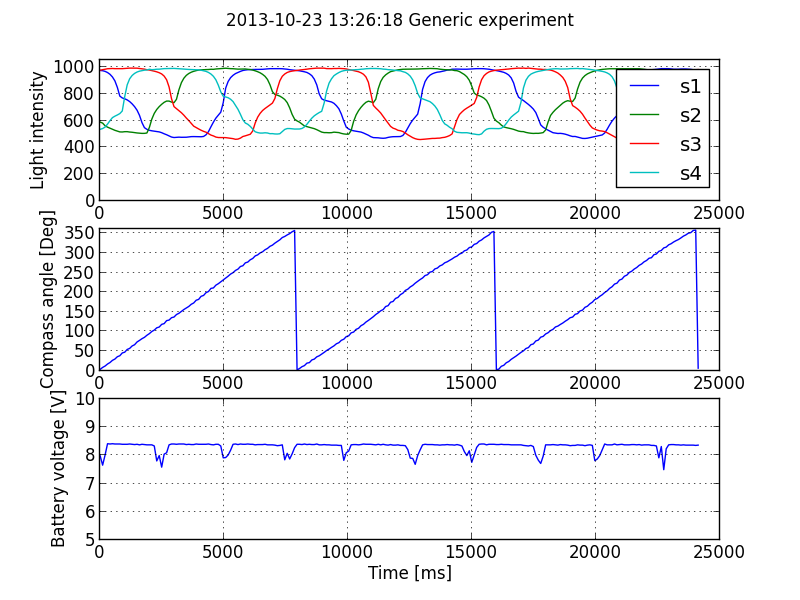 2013-10-23 13:26:18 Generic experiment
Light intensity
1000
800
600
400
200
0
s1
s2
s3
s4
0 5000 10000 15000 20000 25000
Compass angle [Deg]
350
300
250
200
150
100
50
0
0 5000 10000 15000 20000 25000
Battery voltage [V]
10
9
8
7
6
5
0 5000 10000 15000 20000 25000
Time [ms]